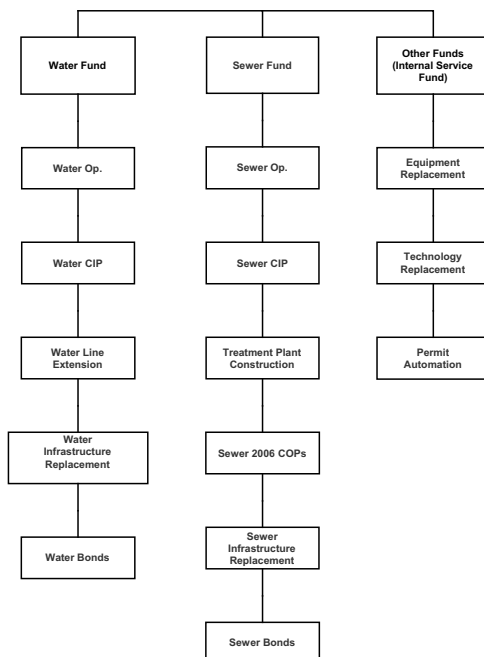 Water Fund
Sewer Fund
Other Funds
(Internal Service
Fund)
Water Op.
Sewer Op.
Equipment
Replacement
Water CIP
Sewer CIP
Technology
Replacement
Water Line
Extension
Treatment Plant
Construction
Permit
Automation
Water
Infrastructure
Replacement
Sewer 2006 COPs
Water Bonds
Sewer
Infrastructure
Replacement
Sewer Bonds